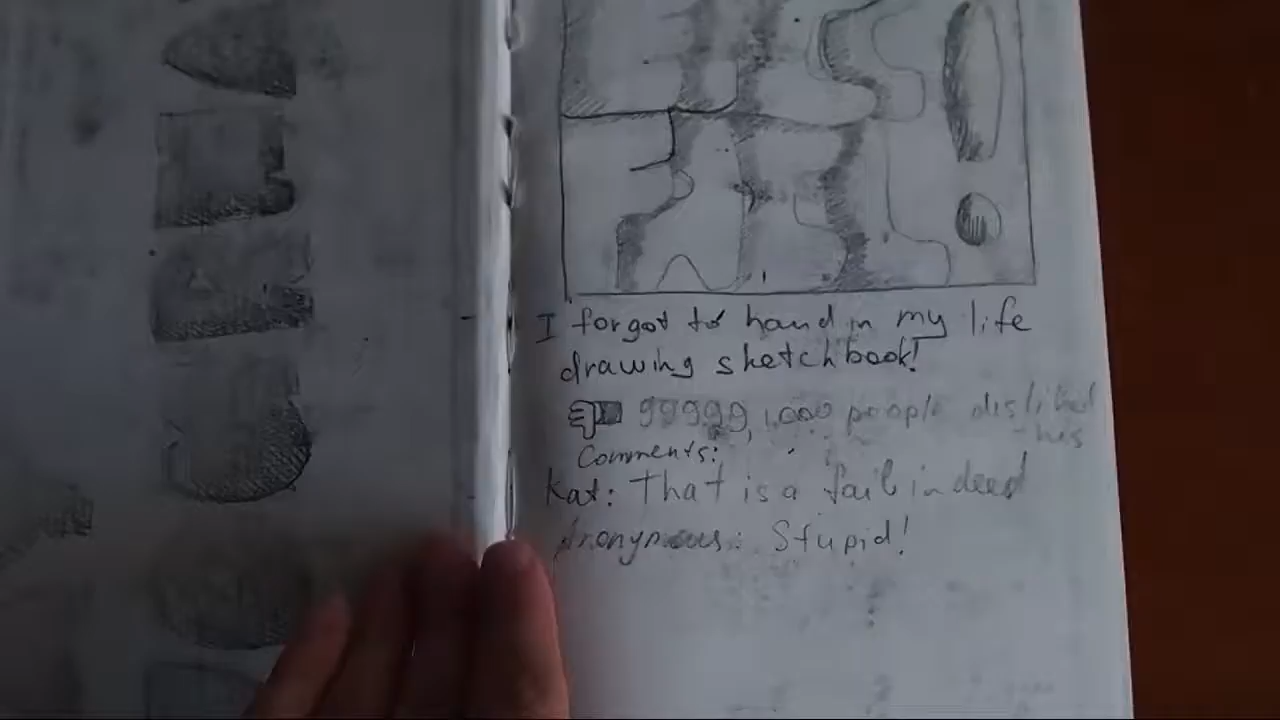 I forgot to hand in my life
drawing sketchbook!
99999,1.000 people disliked
this
Comments:
Kat: That is a fail indeed
Anonymous: Stupid!